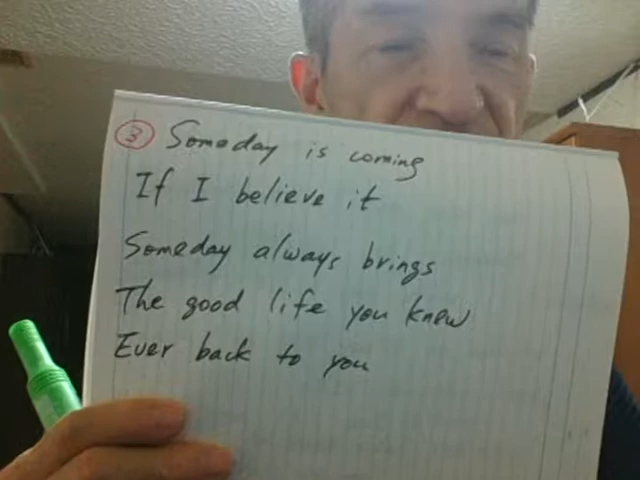 ③ Someday is coming
If I believe it
Someday always brings
The good life you knew
Ever back to you